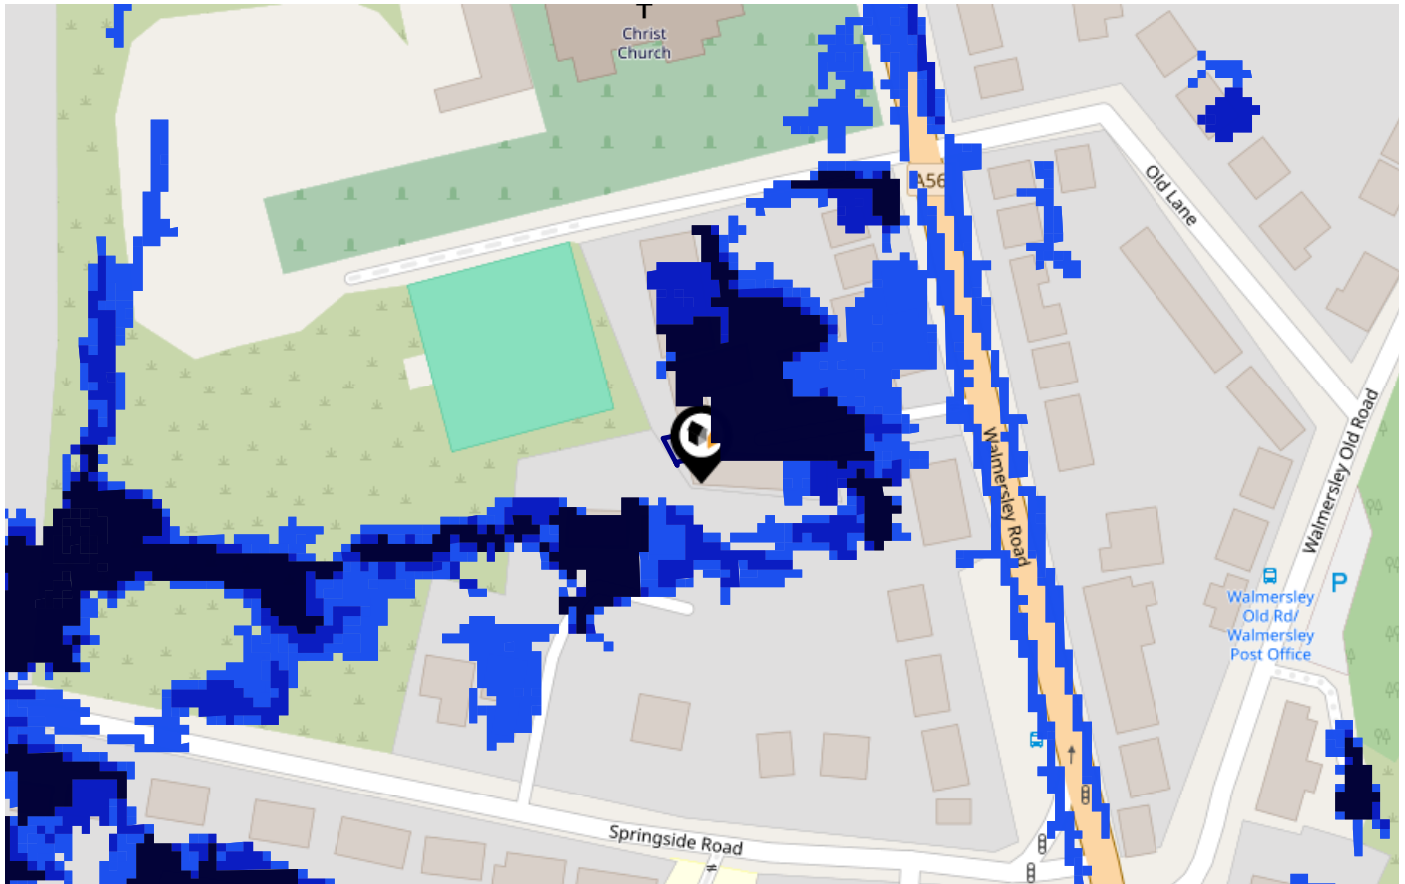 Christ
Church
A56
Old Lane
Walmersley Road
Walmersley Old Road
P
Walmersley
Old Rd/
Walmersley
Post Office
Springside Road